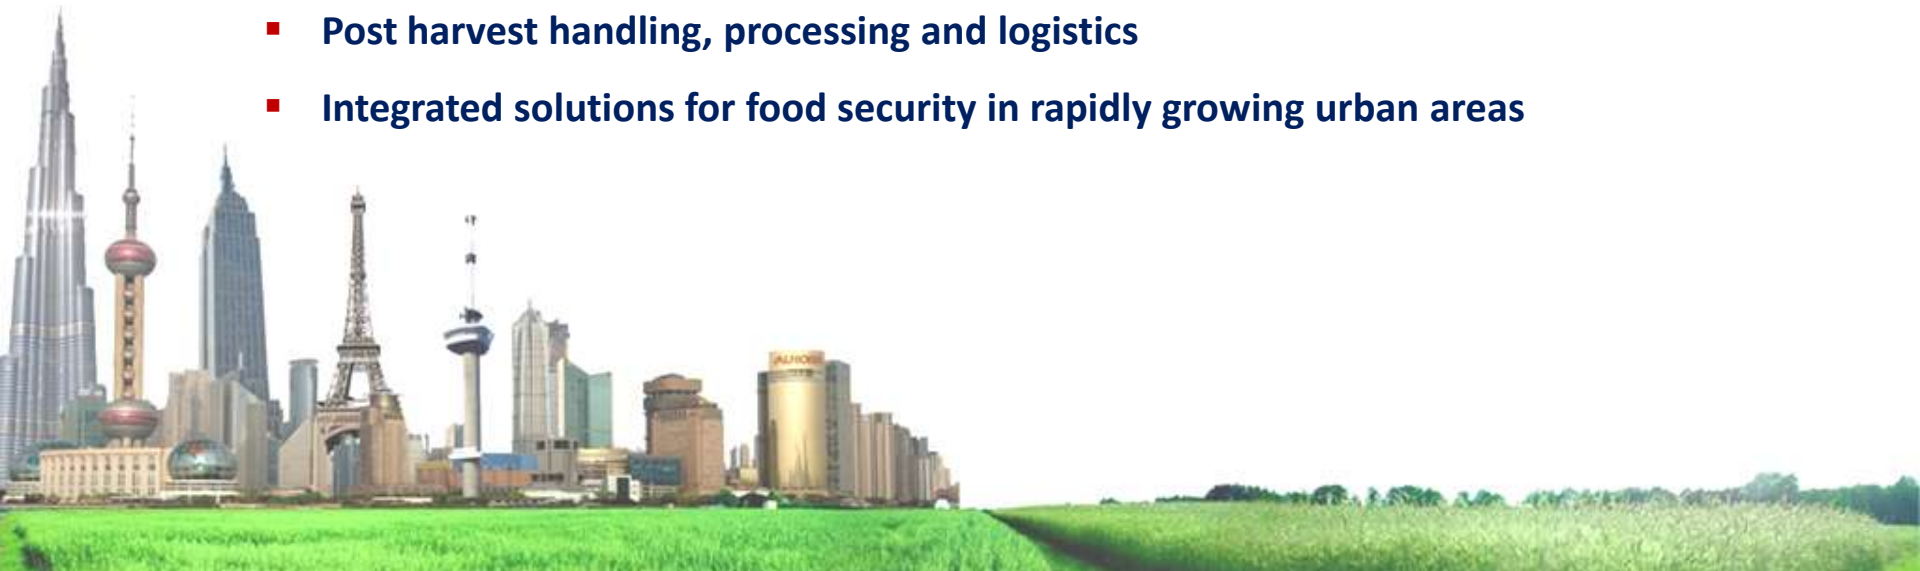 ▪ Post harvest handling, processing and logistics
▪ Integrated solutions for food security in rapidly growing urban areas